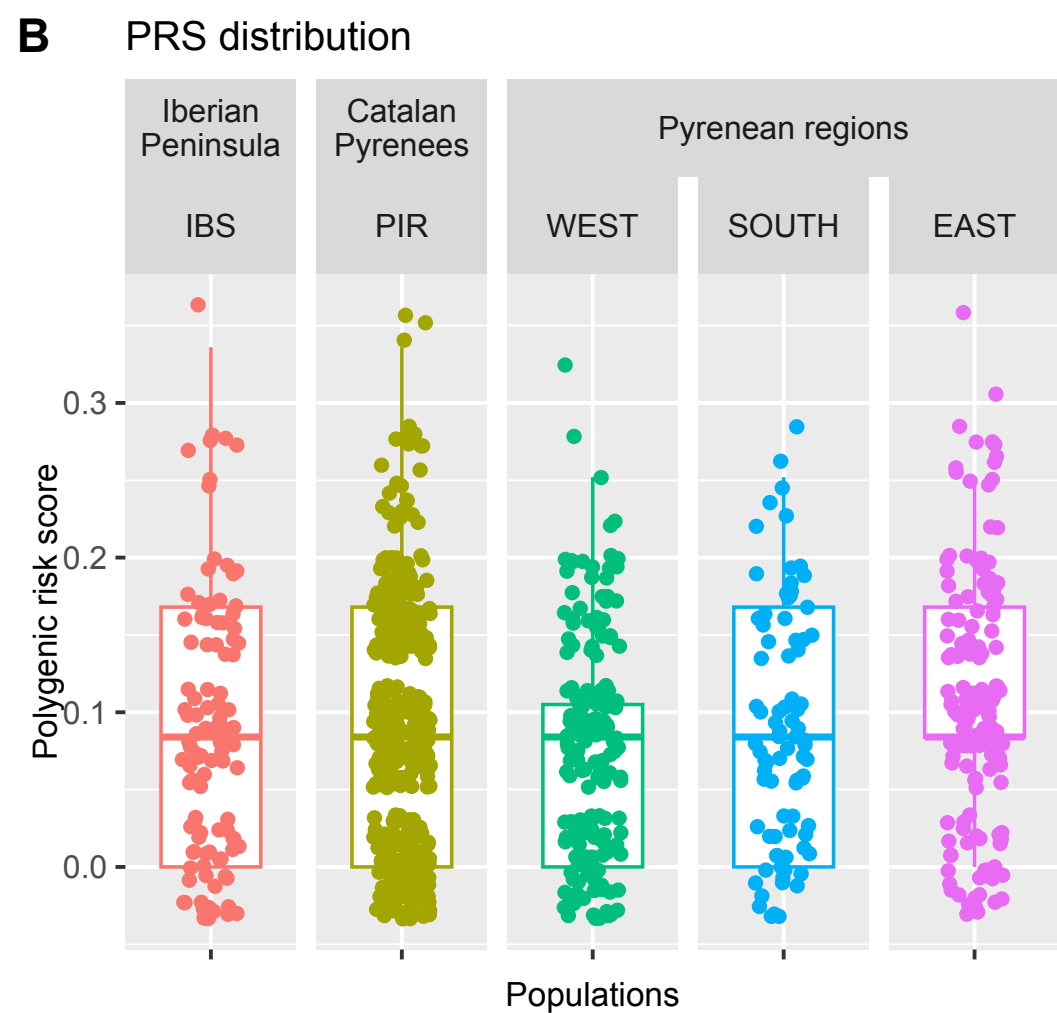 B PRS distribution
Iberian
Peninsula
Catalan
Pyrenees
Pyrenean regions
IBS
PIR
WEST
SOUTH
EAST
Polygenic risk score
0.3
0.2
0.1
0.0
Populations